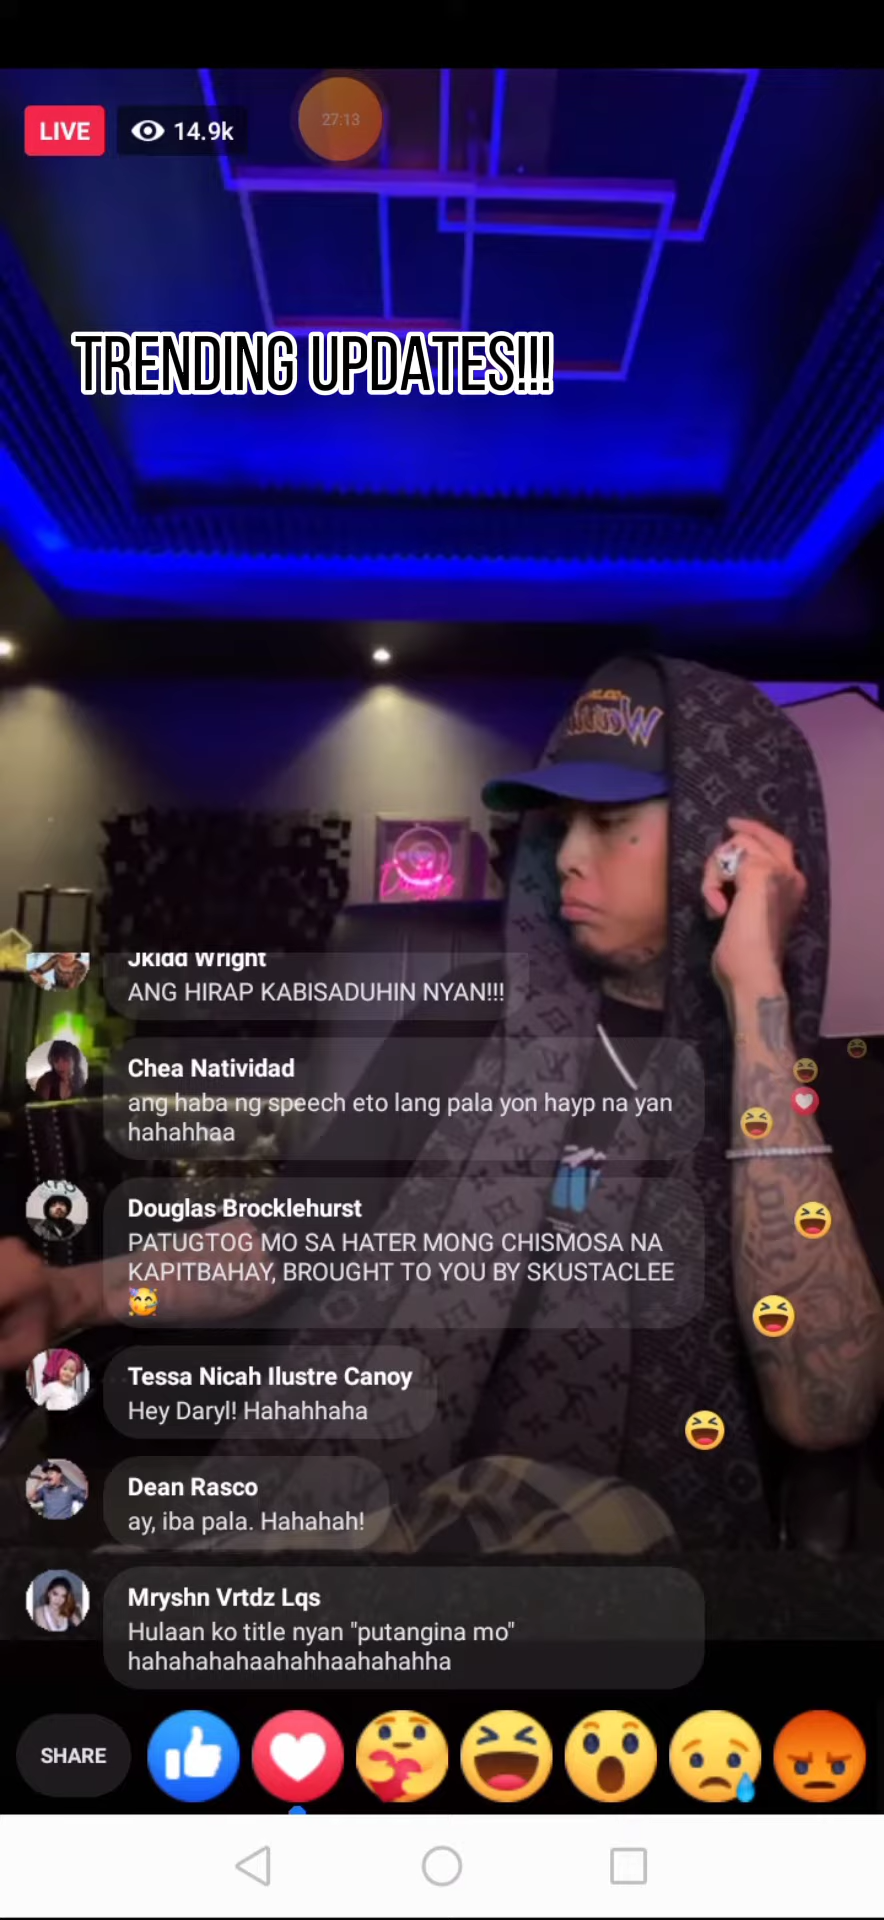 LIVE
14.9k
27:13
TRENDING UPDATES!!!
Jkidd Wright
ANG HIRAP KABISADUHIN NYAN!!!
Chea Natividad
ang haba ng speech eto lang pala yon hayp na yan
hahahhaa
Douglas Brocklehurst
PATUGTOG MO SA HATER MONG CHISMOSA NA
KAPITBAHAY, BROUGHT TO YOU BY SKUSTACLEE
🥳
Tessa Nicah Ilustre Canoy
Hey Daryl! Hahahhaha
Dean Rasco
ay, iba pala. Hahahah!
Mryshn Vrtdz Lqs
Hulaan ko title nyan "putangina mo"
hahahahahaahahhaahahahha
SHARE